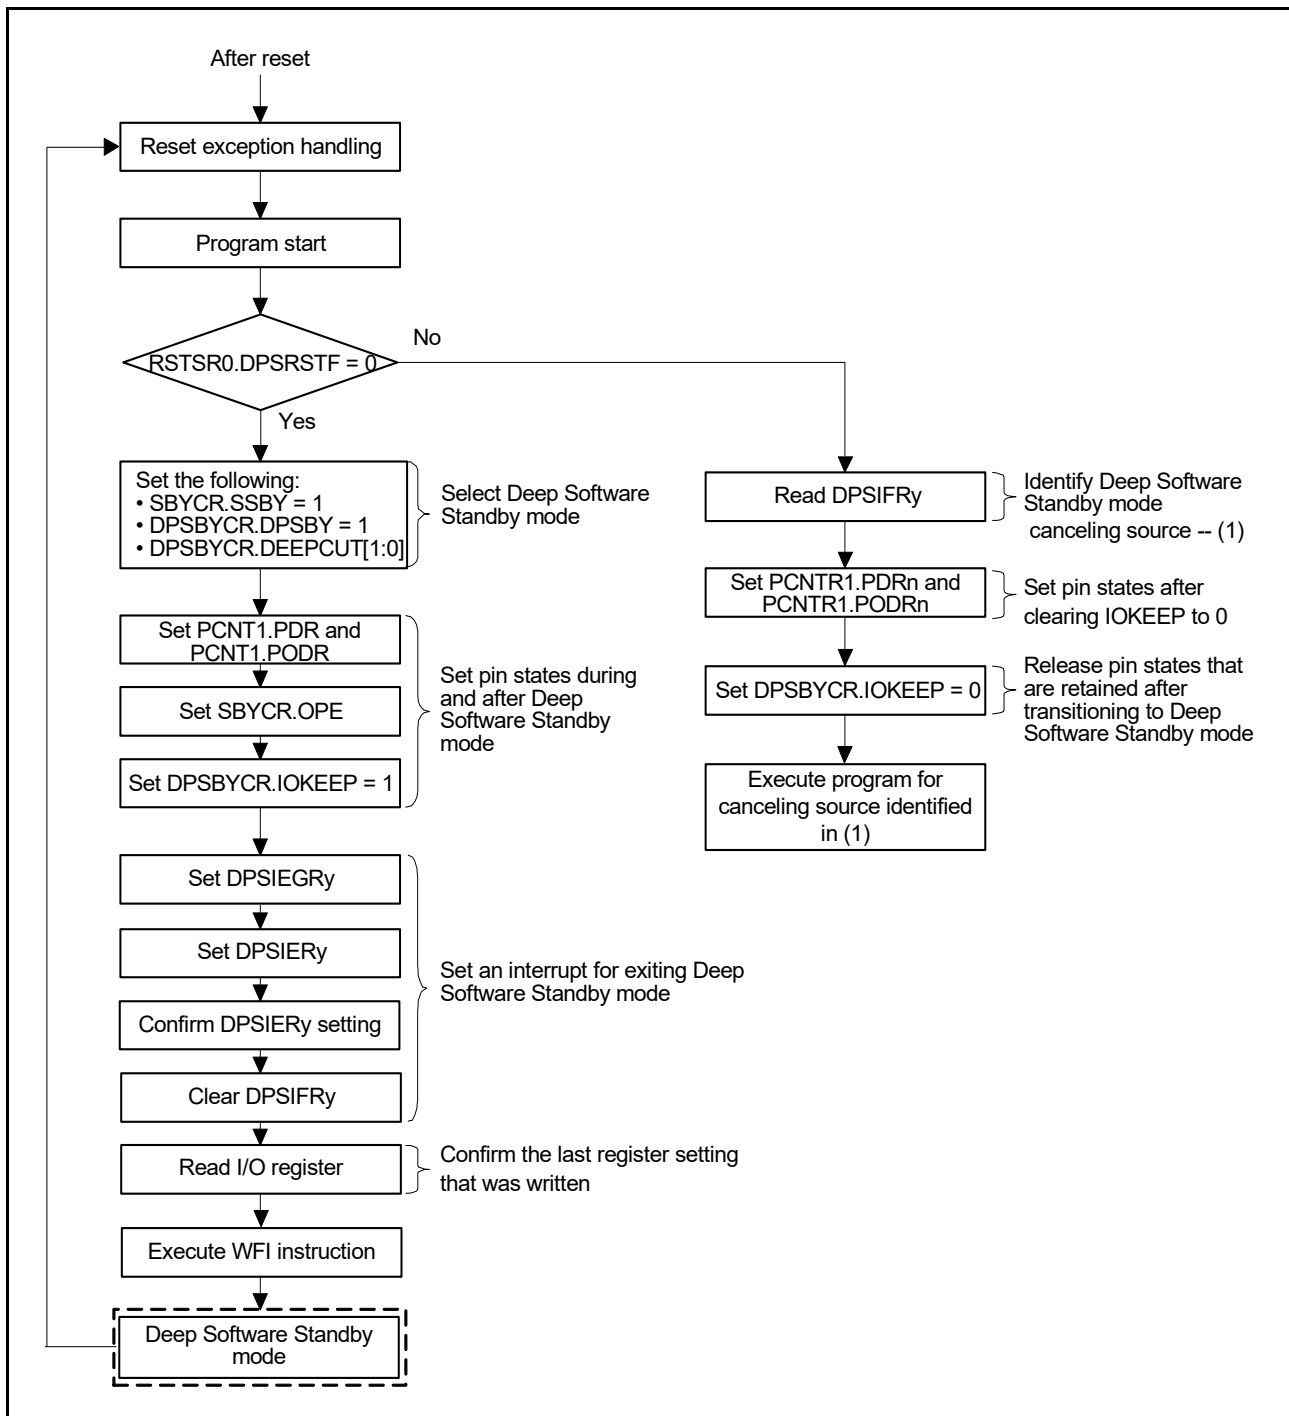 After reset
Reset exception handling
Program start
RSTSR0.DPSRSTF = 0
No
Yes
Set the following:
• SBYCR.SSBY = 1
• DPSBYCR.DPSBY = 1
• DPSBYCR.DEEPCUT[1:0]
Select Deep Software
Standby mode
Set PCNT1.PDR and
PCNT1.PODR
Set SBYCR.OPE
Set DPSBYCR.IOKEEP = 1
Set pin states during
and after Deep
Software Standby
mode
Set DPSIEGRy
Set DPSIERy
Confirm DPSIERy setting
Clear DPSIFRy
Set an interrupt for exiting Deep
Software Standby mode
Read I/O register
Confirm the last register setting
that was written
Execute WFI instruction
Deep Software Standby
mode
Read DPSIFRy
Identify Deep Software
Standby mode
canceling source -- (1)
Set PCNTR1.PDRn and
PCNTR1.PODRn
Set pin states after
clearing IOKEEP to 0
Set DPSBYCR.IOKEEP = 0
Release pin states that
are retained after
transitioning to Deep
Software Standby mode
Execute program for
canceling source identified
in (1)